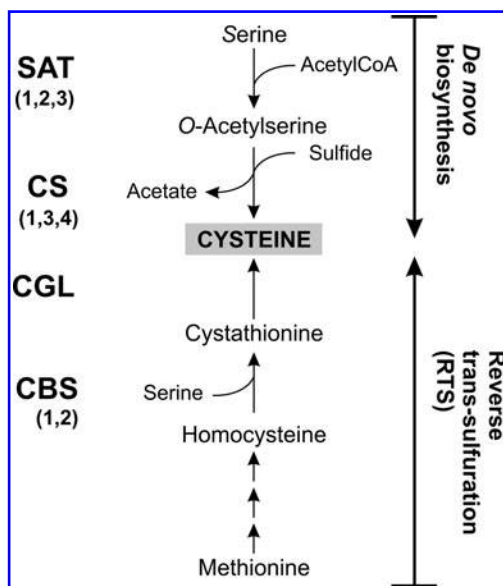 Serine
SAT
(1,2,3)
AcetylCoA
O-Acetylserine
Sulfide
CS
(1,3,4)
Acetate
CYSTEINE
CGL
Cystathionine
CBS
(1,2)
Serine
Homocysteine
Methionine
De novo
biosynthesis
Reverse
trans-sulfuration
(RTS)